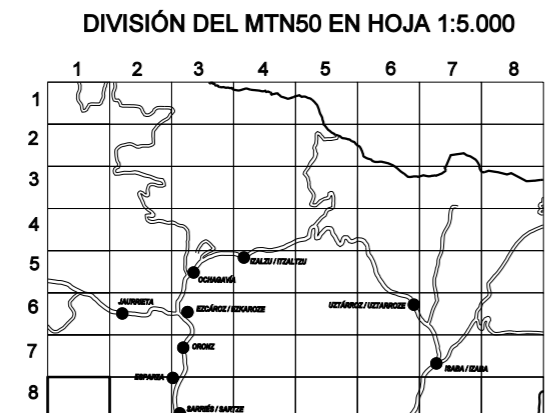 DIVISIÓN DEL MTN50 EN HOJA 1:5.000
1 2 3 4 5 6 7 8
1
2
3
4
5
IZALZU / ITZALTZU
OCHAGAVÍA
6
JAURRIETA
EZCÁROZ / EZKAROZE
UZTÁRROZ / UZTARROZE
7
ORONZ
ISABA / IZABA
ESPARZA
8
SARRIÉS / SARTZE